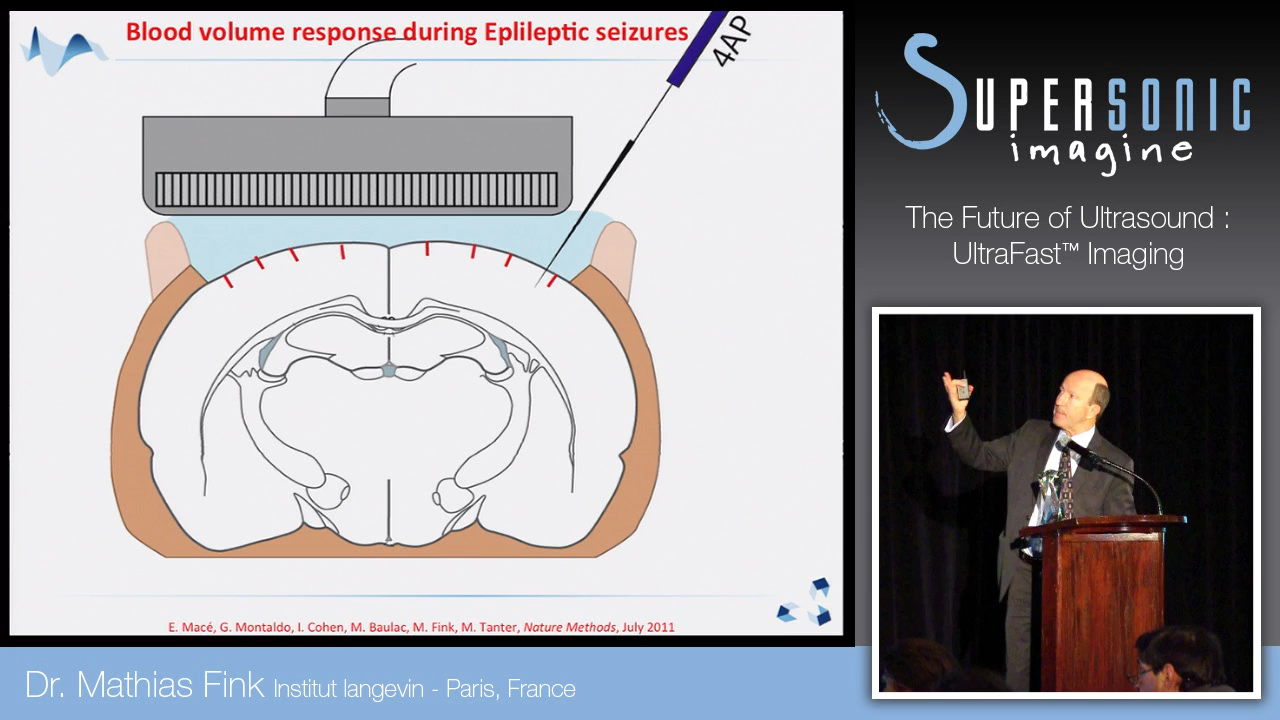 Blood volume response during Eplileptic seizures
4AP
E. Macé, G. Montaldo, I. Cohen, M. Baulac, M. Fink, M. Tanter, Nature Methods, July 2011
SUPERSONIC
imagine
The Future of Ultrasound :
UltraFast™ Imaging
Dr. Mathias Fink Institut langevin - Paris, France